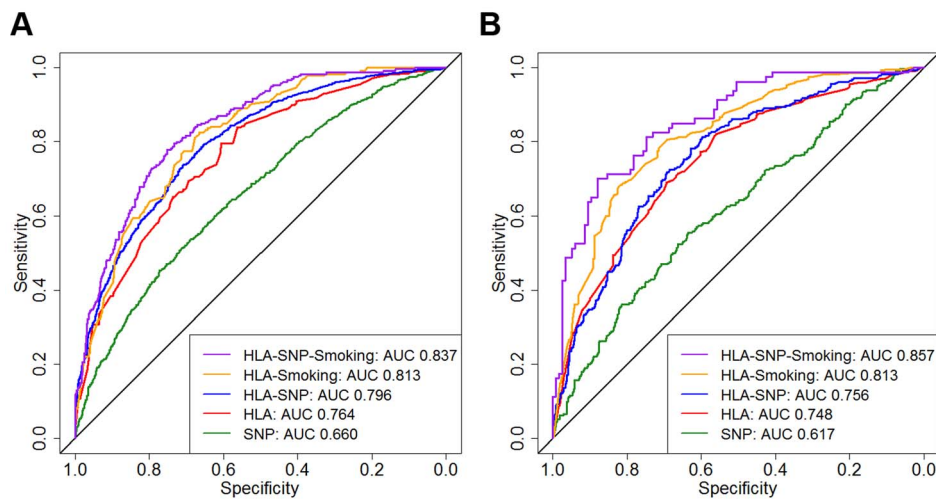 A
B
1.0
0.8
0.6
0.4
0.2
0.0
Sensitivity
HLA-SNP-Smoking: AUC 0.837
HLA-Smoking: AUC 0.813
HLA-SNP: AUC 0.796
HLA: AUC 0.764
SNP: AUC 0.660
1.0 0.8 0.6 0.4 0.2 0.0
Specificity
1.0
0.8
0.6
0.4
0.2
0.0
Sensitivity
HLA-SNP-Smoking: AUC 0.857
HLA-Smoking: AUC 0.813
HLA-SNP: AUC 0.756
HLA: AUC 0.748
SNP: AUC 0.617
1.0 0.8 0.6 0.4 0.2 0.0
Specificity